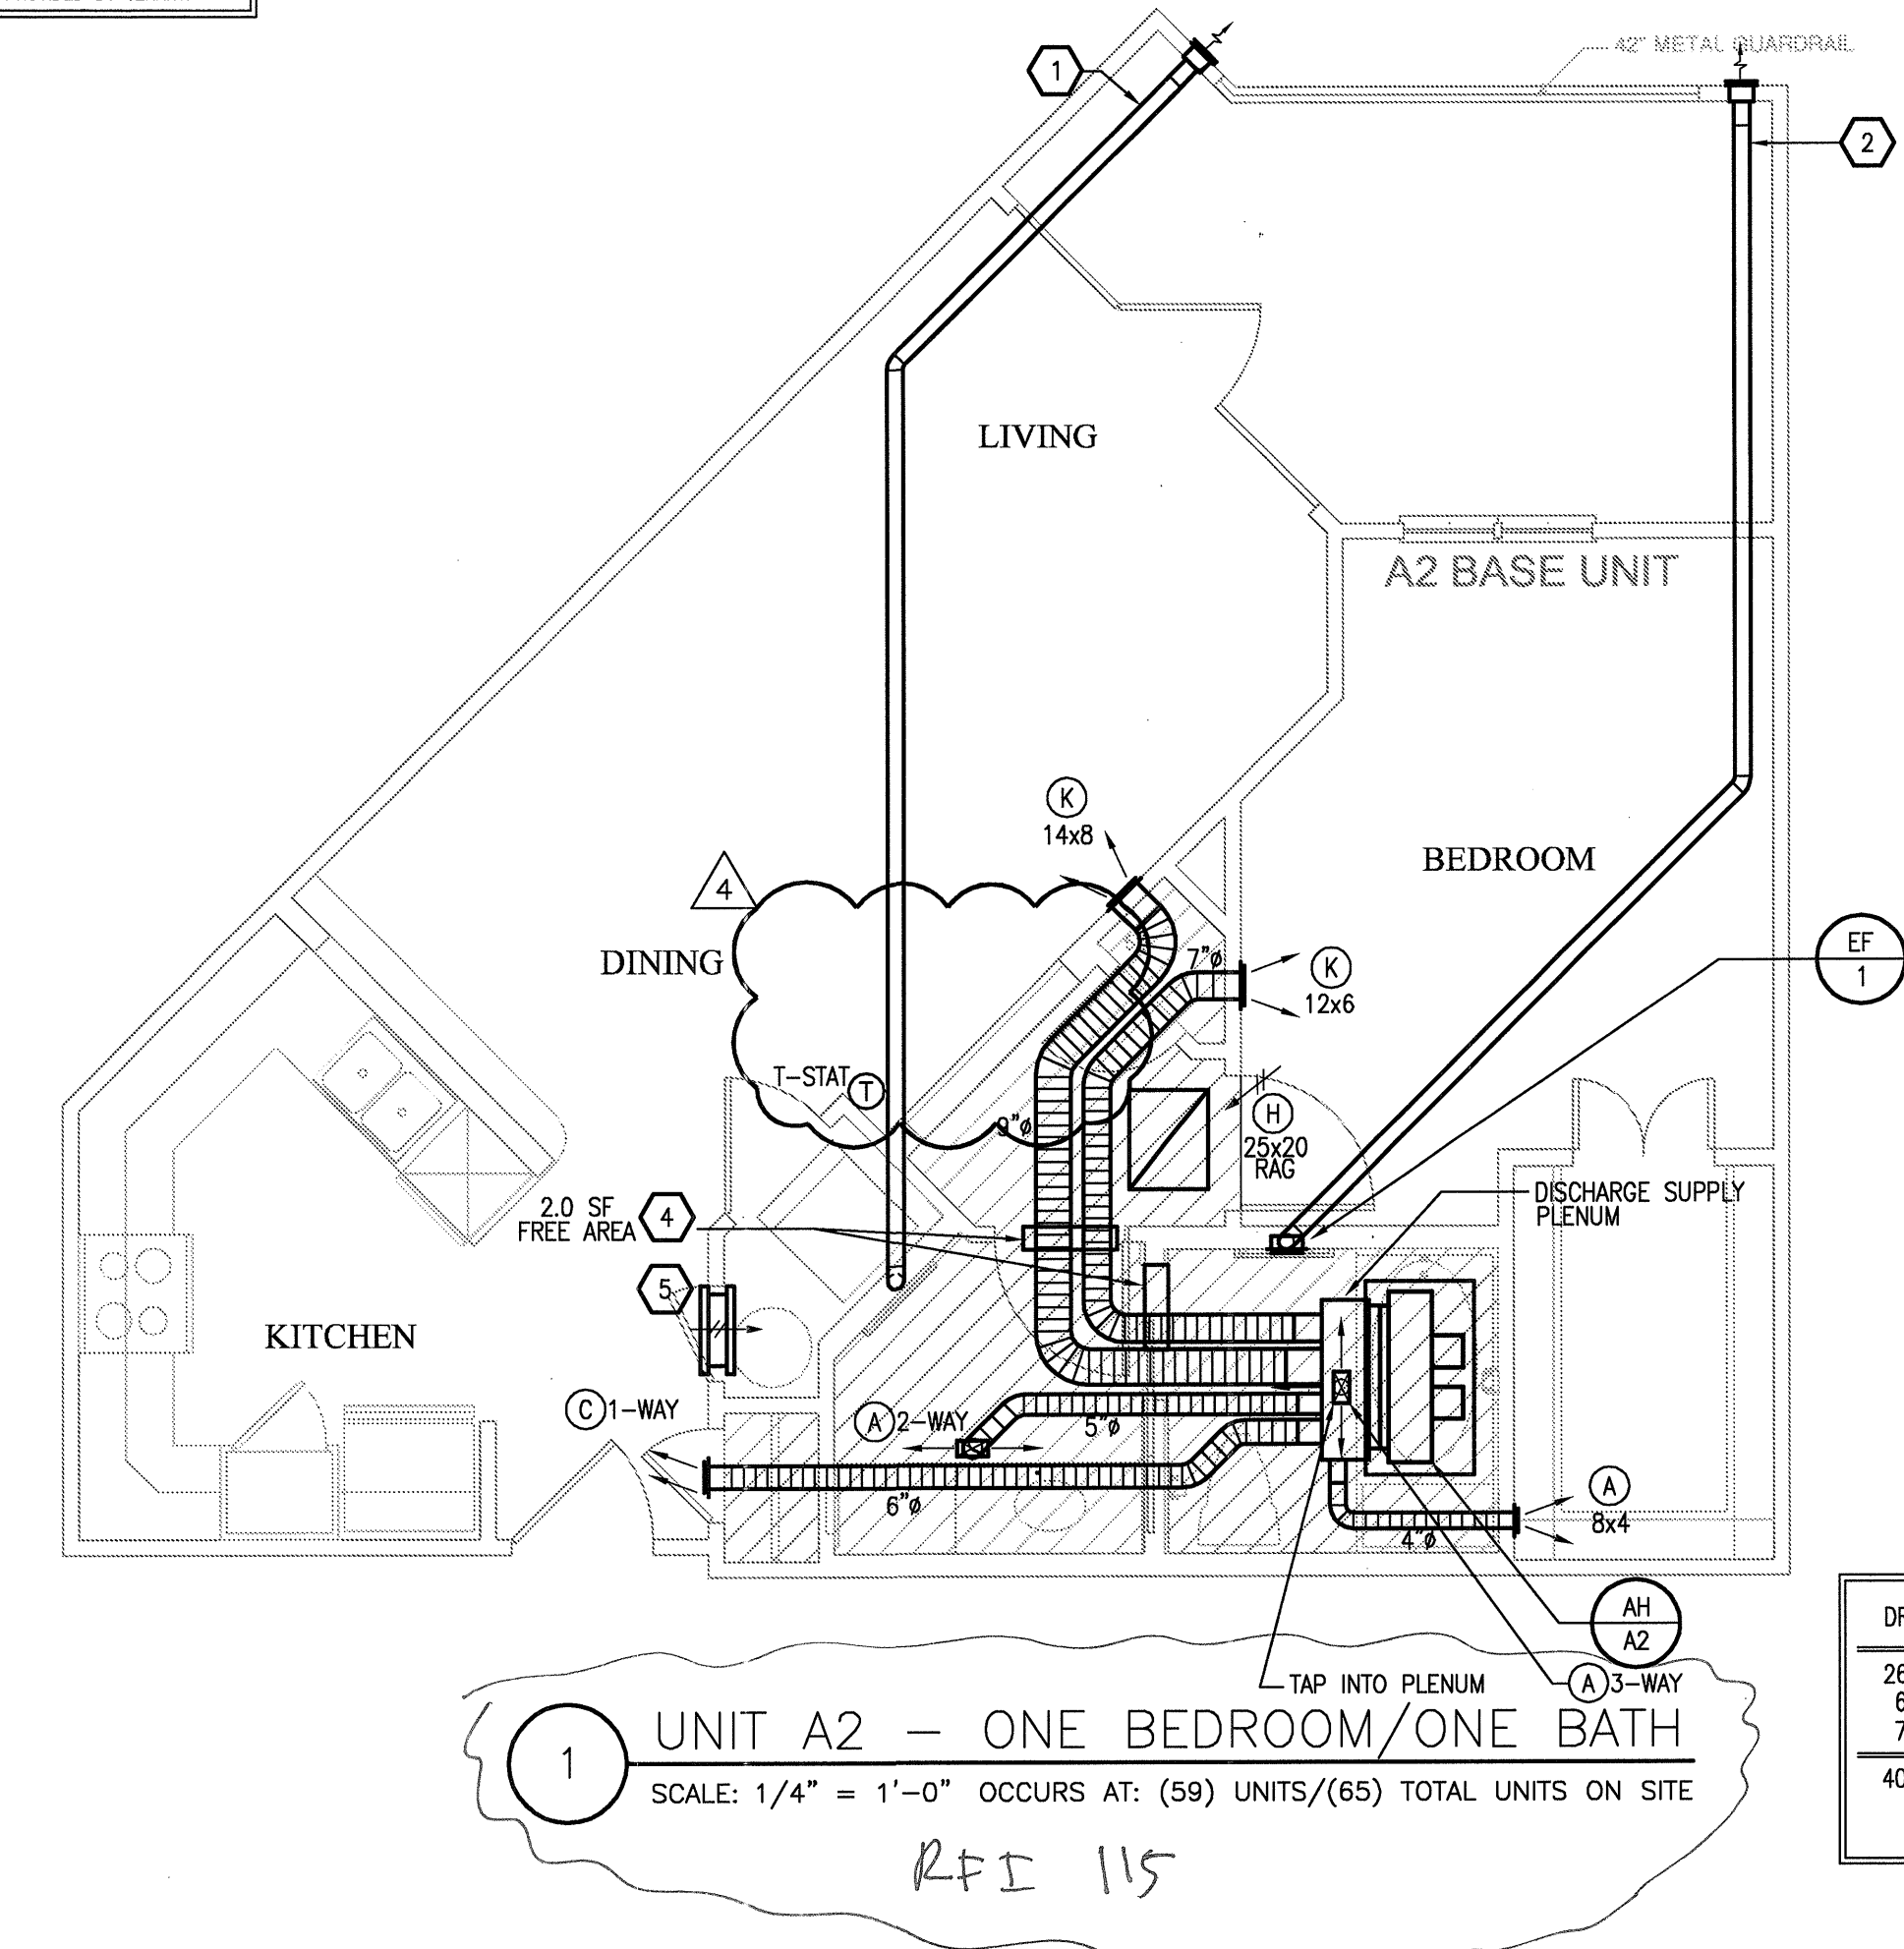 42" METAL GUARDRAIL
1
2
LIVING
A2 BASE UNIT
K
14x8
BEDROOM
4
DINING
EF
1
7"ø
K
12x6
T-STAT T
9"ø
H
25x20
RAG
2.0 SF
FREE AREA
4
DISCHARGE SUPPLY
PLENUM
5
KITCHEN
C 1-WAY
A 2-WAY
5"ø
6"ø
A
8x4
4"ø
AH
A2
TAP INTO PLENUM
A 3-WAY
1
UNIT A2 – ONE BEDROOM/ONE BATH
SCALE: 1/4" = 1'-0" OCCURS AT: (59) UNITS/(65) TOTAL UNITS ON SITE
RFI 115